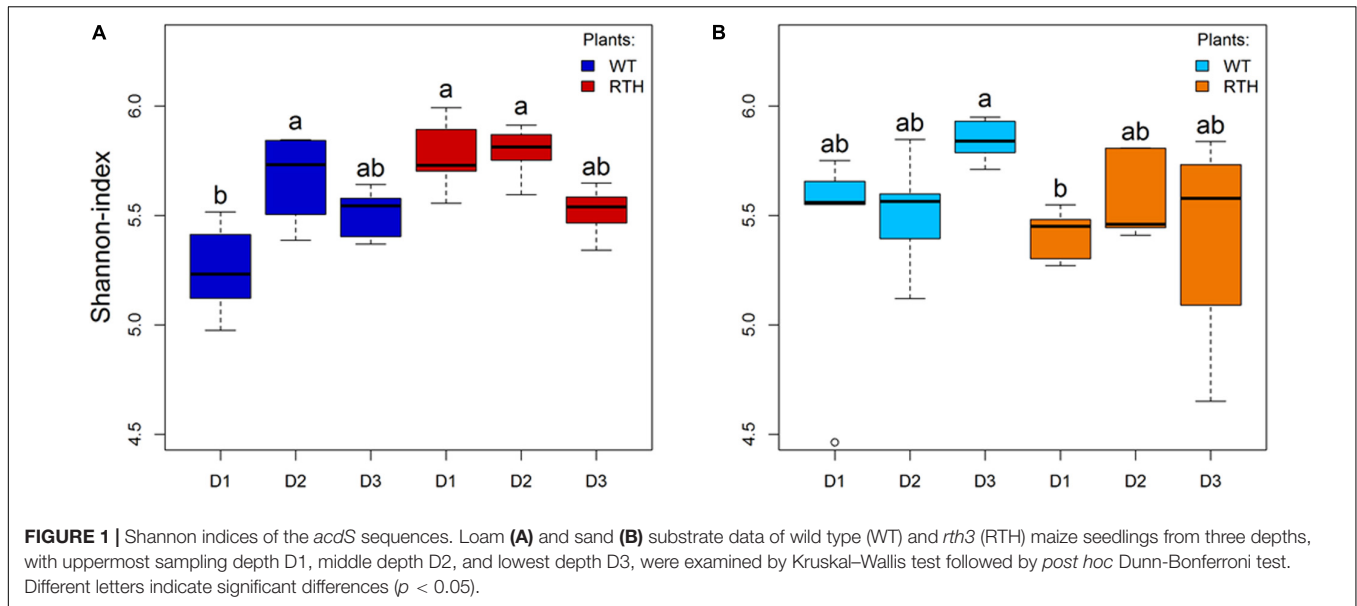 A
Plants:
WT
RTH
Shannon-index
6.0
5.5
5.0
4.5
b
a
ab
a
a
ab
D1 D2 D3 D1 D2 D3
B
Plants:
WT
RTH
6.0
5.5
5.0
4.5
ab
ab
a
b
ab
ab
D1 D2 D3 D1 D2 D3
FIGURE 1 | Shannon indices of the acdS sequences. Loam (A) and sand (B) substrate data of wild type (WT) and rth3 (RTH) maize seedlings from three depths,
with uppermost sampling depth D1, middle depth D2, and lowest depth D3, were examined by Kruskal–Wallis test followed by post hoc Dunn-Bonferroni test.
Different letters indicate significant differences (p < 0.05).